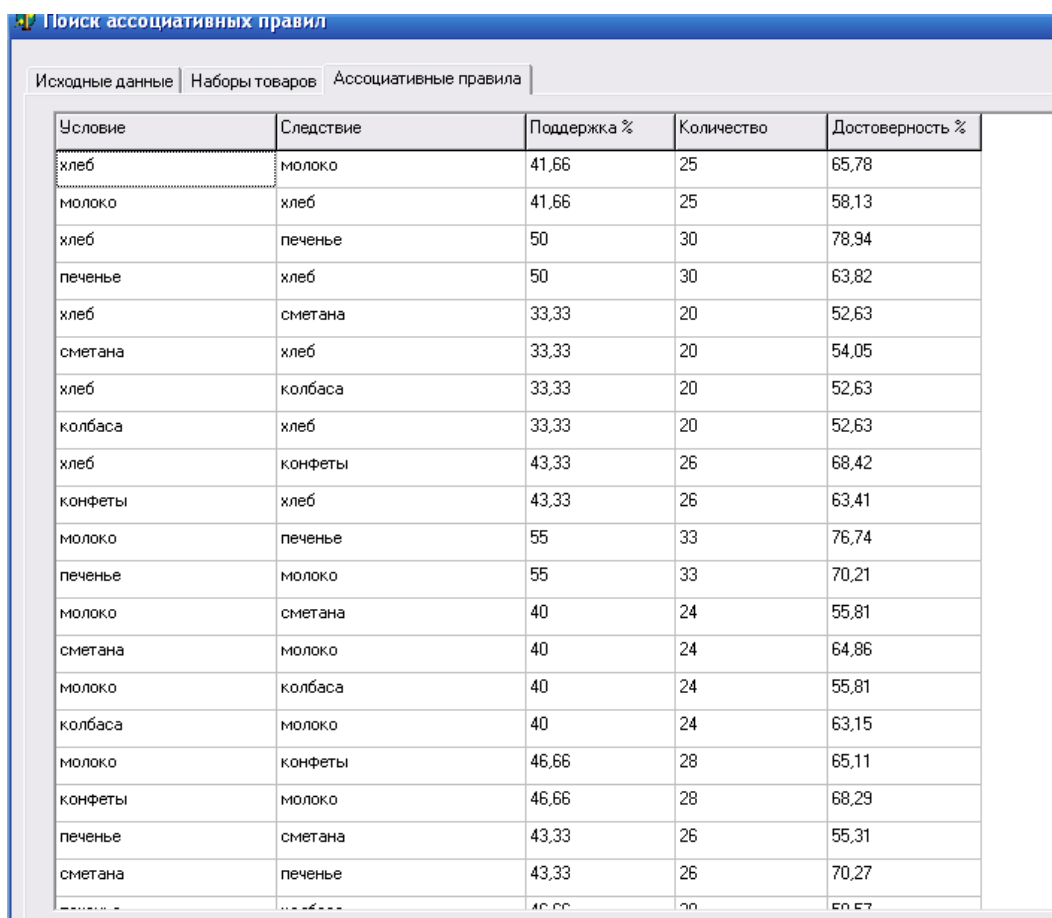 Поиск ассоциативных правил
Исходные данные Наборы товаров Ассоциативные правила
Условие Следствие Поддержка % Количество Достоверность %
хлеб молоко 41,66 25 65,78
молоко хлеб 41,66 25 58,13
хлеб печенье 50 30 78,94
печенье хлеб 50 30 63,82
хлеб сметана 33,33 20 52,63
сметана хлеб 33,33 20 54,05
хлеб колбаса 33,33 20 52,63
колбаса хлеб 33,33 20 52,63
хлеб конфеты 43,33 26 68,42
конфеты хлеб 43,33 26 63,41
молоко печенье 55 33 76,74
печенье молоко 55 33 70,21
молоко сметана 40 24 55,81
сметана молоко 40 24 64,86
молоко колбаса 40 24 55,81
колбаса молоко 40 24 63,15
молоко конфеты 46,66 28 65,11
конфеты молоко 46,66 28 68,29
печенье сметана 43,33 26 55,31
сметана печенье 43,33 26 70,27